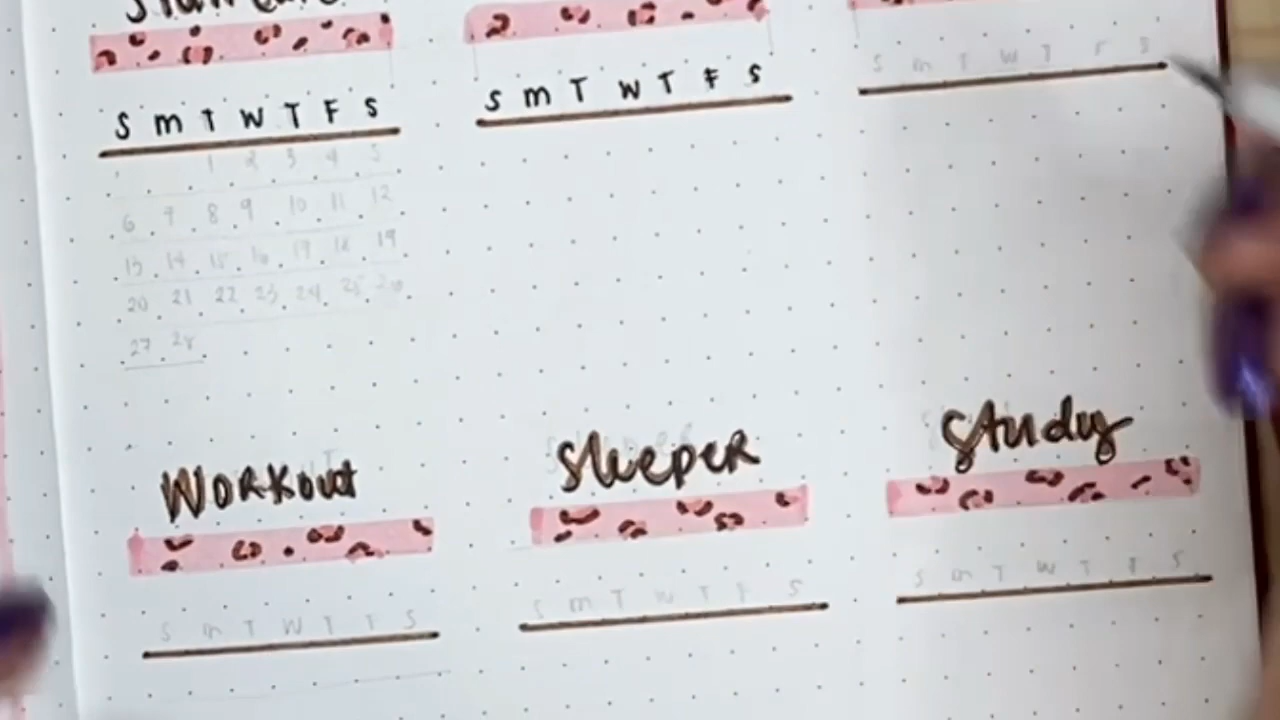 S m T W T F S
S m T W T F S
S m T W T F S
1 2 3 4 5
6 7 8 9 10 11 12
13 14 15 16 17 18 19
20 21 22 23 24 25 26
27 28
Workout
Sleeper
Study
S m T W T F S
S m T W T F S
S m T W T F S